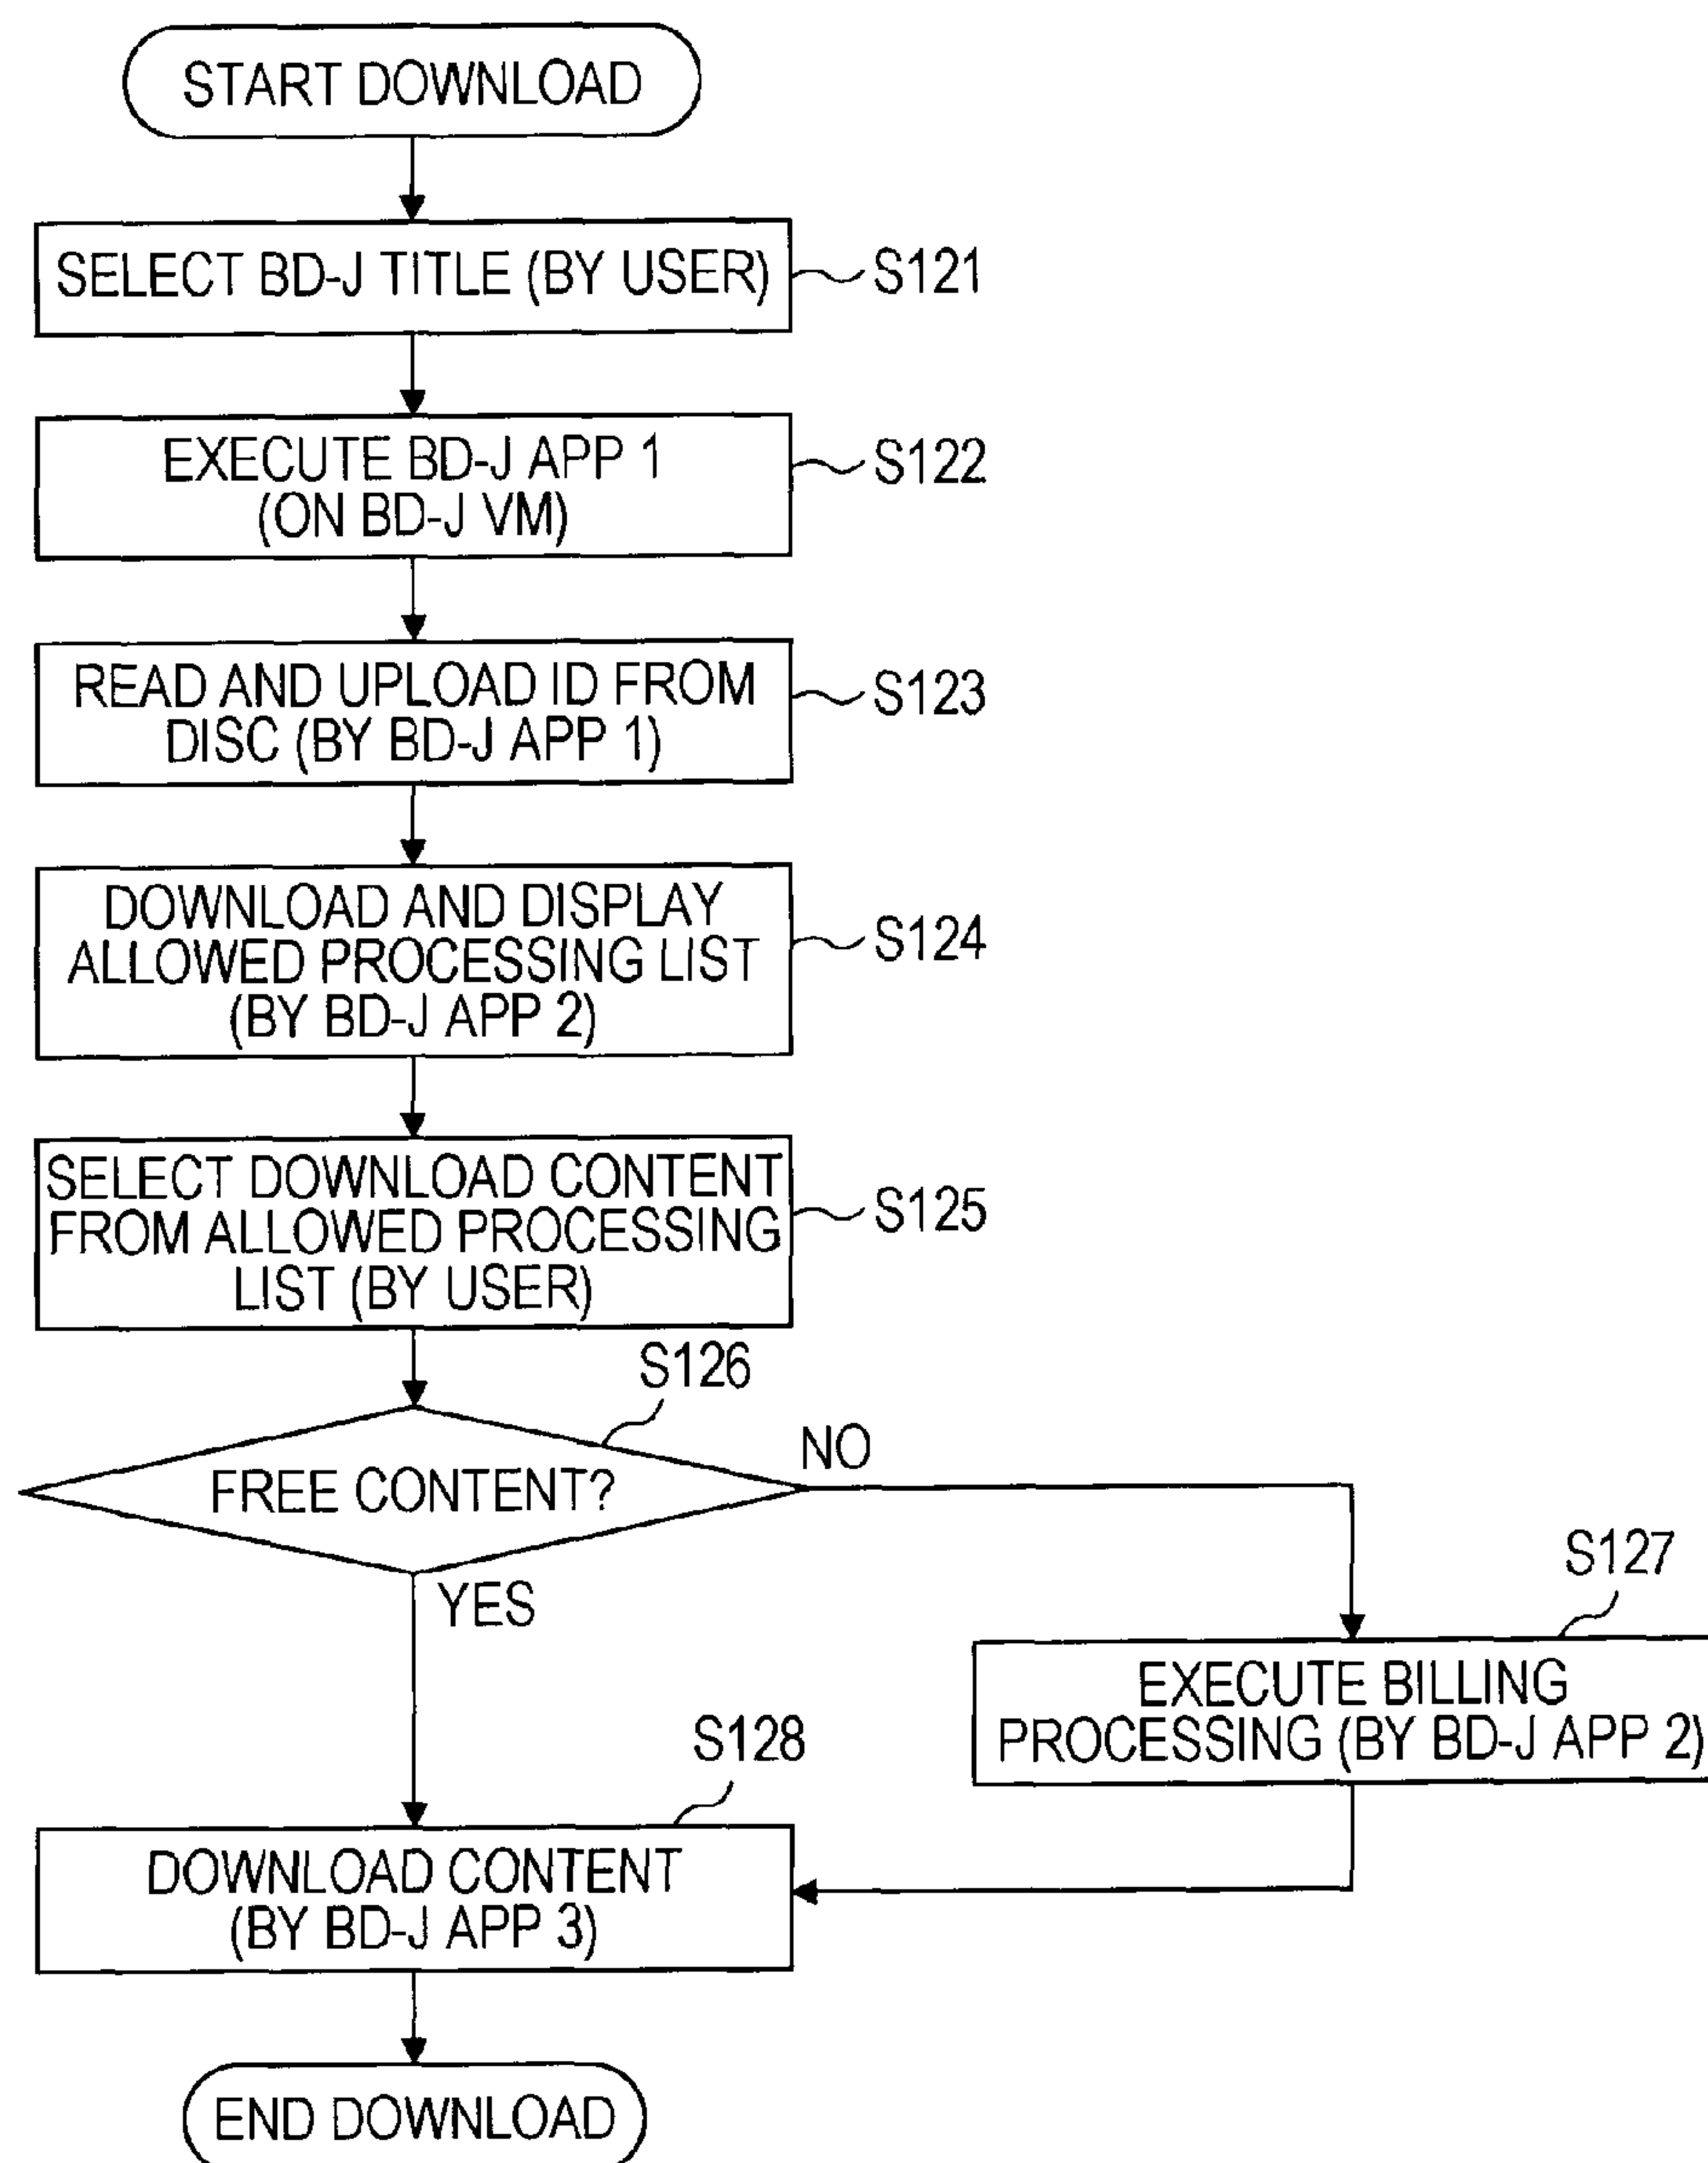 START DOWNLOAD
SELECT BD-J TITLE (BY USER)
S121
EXECUTE BD-J APP 1
(ON BD-J VM)
S122
READ AND UPLOAD ID FROM
DISC (BY BD-J APP 1)
S123
DOWNLOAD AND DISPLAY
ALLOWED PROCESSING LIST
(BY BD-J APP 2)
S124
SELECT DOWNLOAD CONTENT
FROM ALLOWED PROCESSING
LIST (BY USER)
S125
S126
FREE CONTENT?
NO
YES
S127
EXECUTE BILLING
PROCESSING (BY BD-J APP 2)
S128
DOWNLOAD CONTENT
(BY BD-J APP 3)
END DOWNLOAD